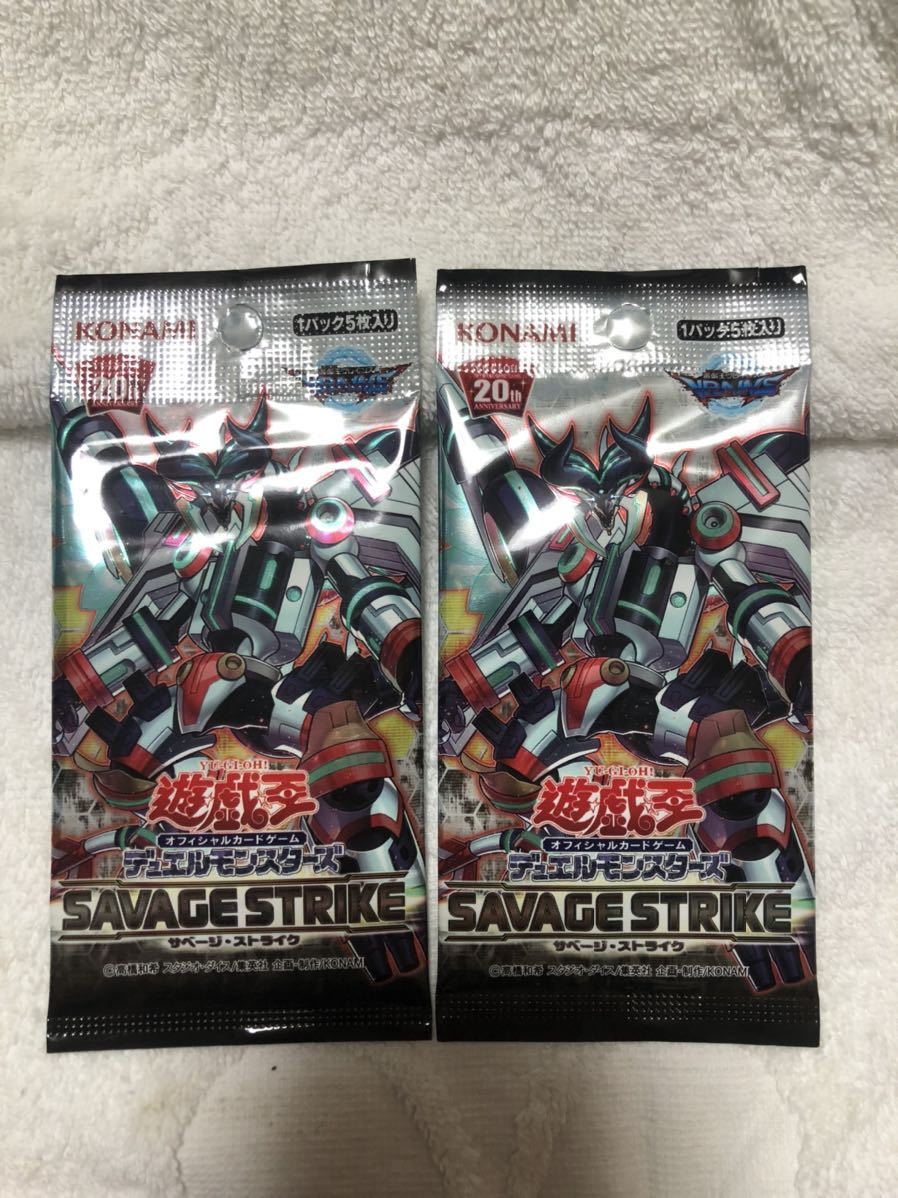 KONAMI
1パック5枚入り
20
YU-GI-OH!
遊戯王
オフィシャルカードゲーム
デュエルモンスターズ
SAVAGE STRIKE
サベージ・ストライク
©高橋和希 スタジオ・ダイス/集英社 企画・制作/KONAMI
KONAMI
1パック5枚入り
20th
ANNIVERSARY
VRAINS
YU-GI-OH!
遊戯王
オフィシャルカードゲーム
デュエルモンスターズ
SAVAGE STRIKE
サベージ・ストライク
©高橋和希 スタジオ・ダイス/集英社 企画・制作/KONAMI